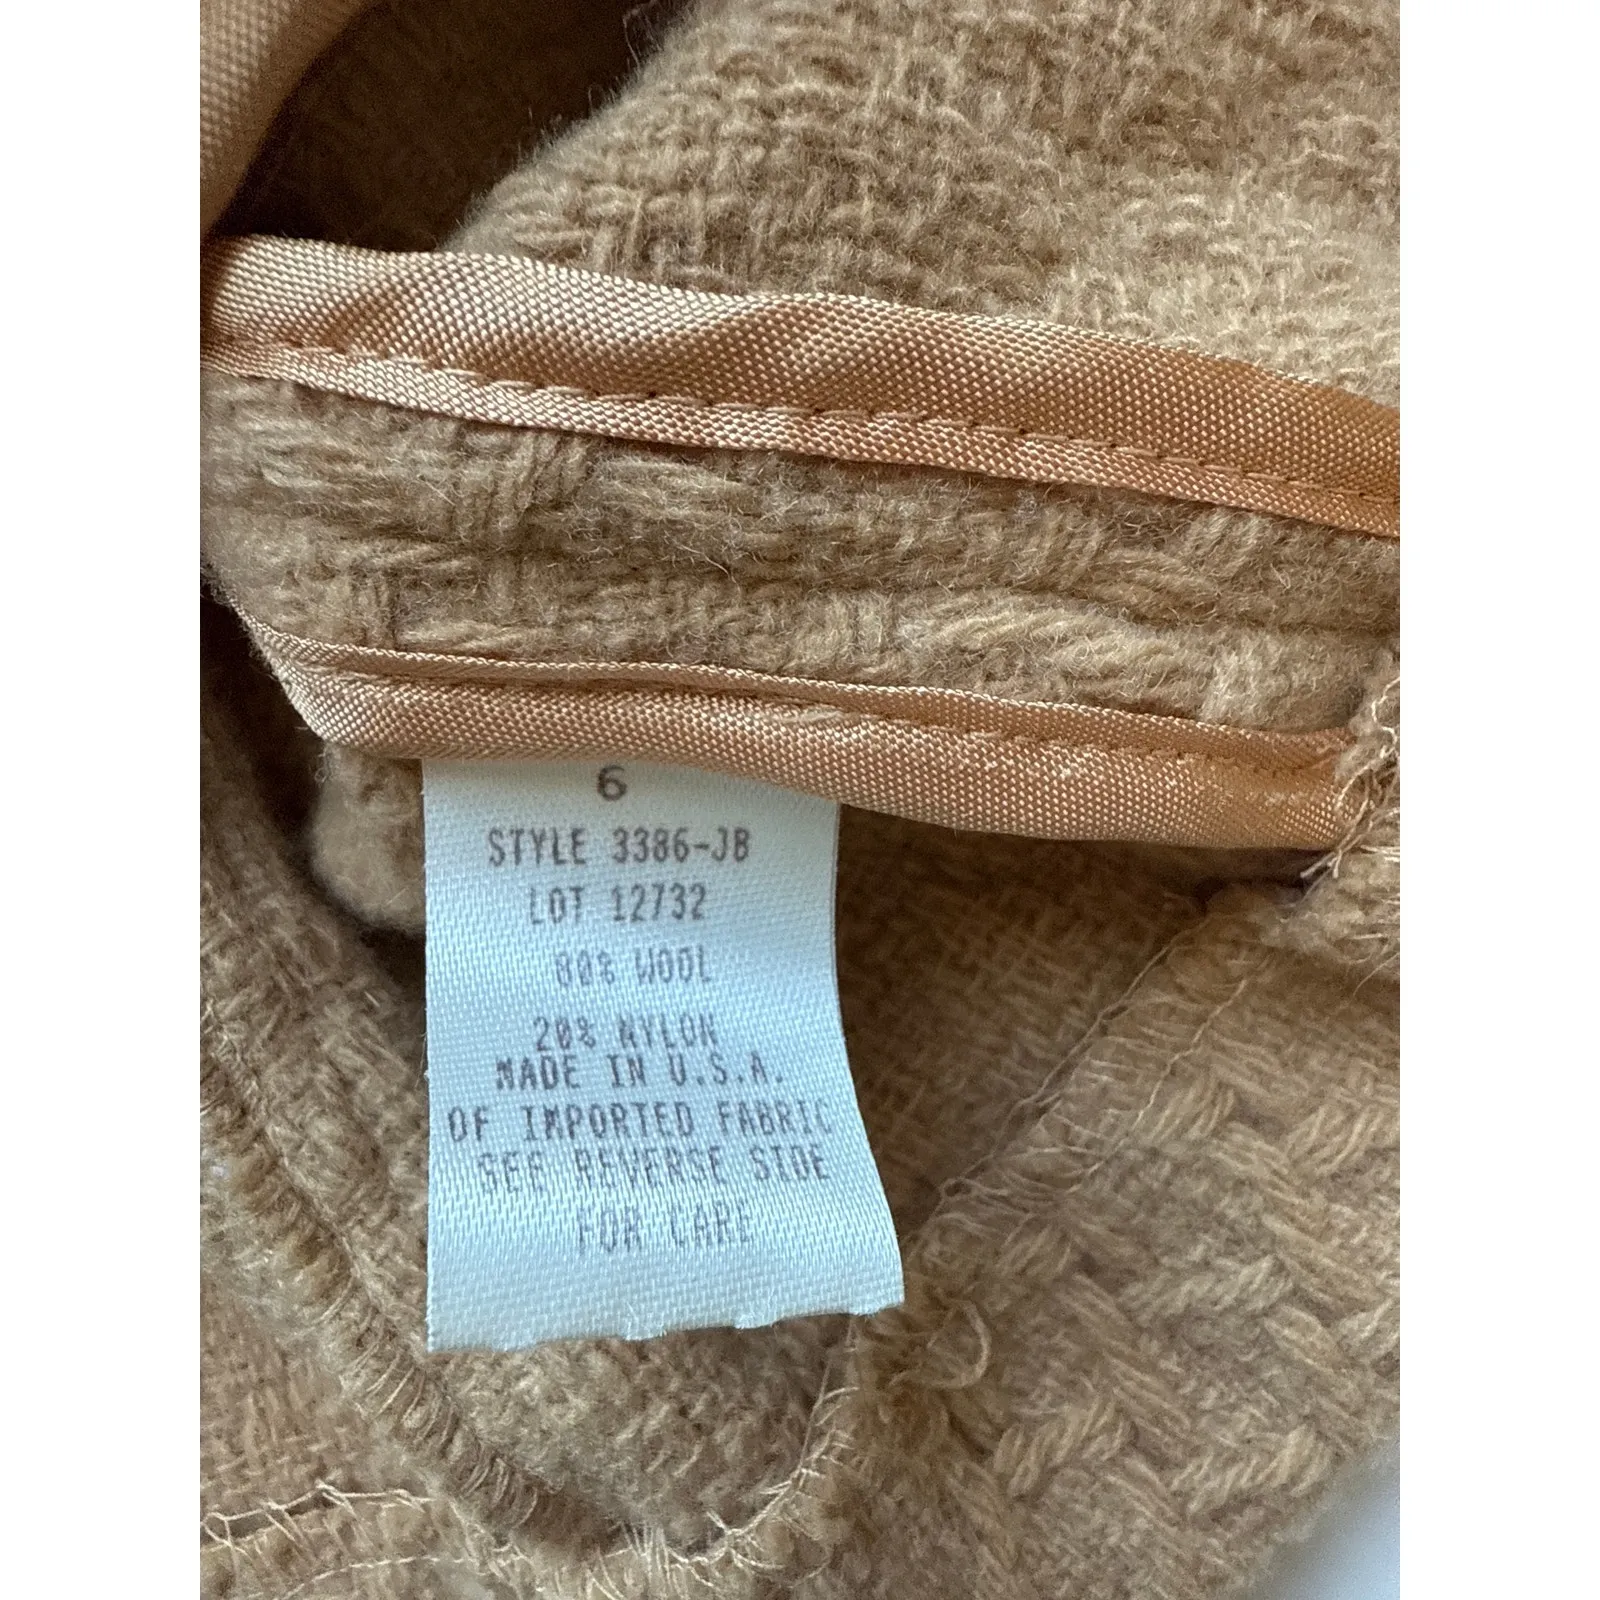 6
STYLE 3386-JB
LOT 12732
80% WOOL
20% NYLON
MADE IN U.S.A.
OF IMPORTED FABRIC
SEE REVERSE SIDE
FOR CARE